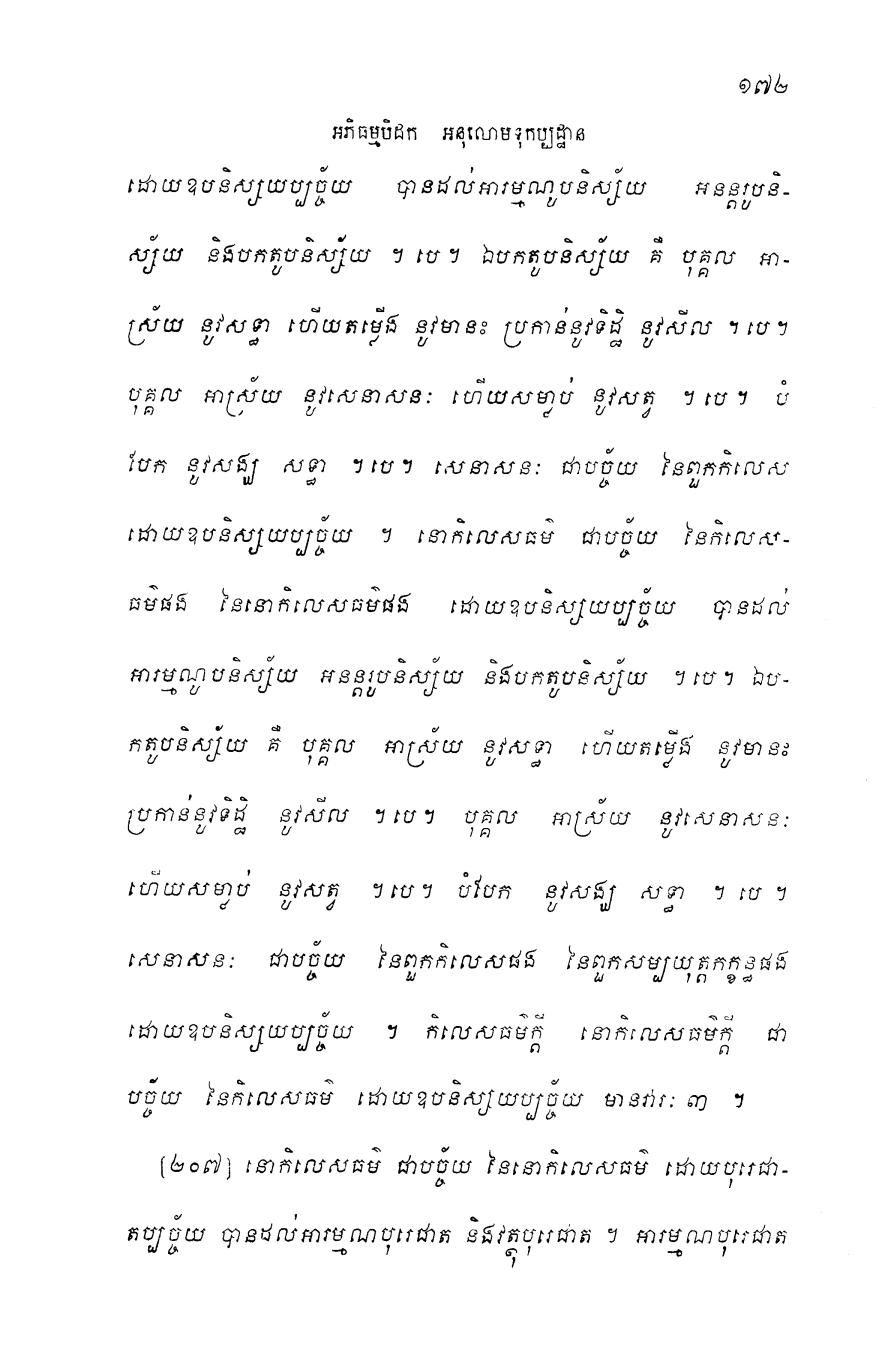 ១៧២
អភិធម្មបិដក អនុលោមទុកប្បដ្ឋាន
ដោយឧបនិស្សយប្បច្ច័យ បានដល់អារម្មណូបនិស្ស័យ អនន្តរូបនិ-
ស្ស័យ និងបកតូបនិស្ស័យ ។ បេ ។ ឯបកតូបនិស្ស័យ គឺ បុគ្គល អា-
ស្រ័យ នូវសទ្ធា ហើយតម្លើង នូវមានះ ប្រកាន់នូវទិដ្ឋិ នូវសីល ។ បេ ។
បុគ្គល អាស្រ័យ នូវសេនាសនៈ ហើយសម្លាប់ នូវសត្វ ។ បេ ។ បំ
បែក នូវសង្ឃ សទ្ធា ។ បេ ។ សេនាសនៈ ជាបច្ច័យ នៃពួកកិលេស
ដោយឧបនិស្សយប្បច្ច័យ ។ នោកិលេសធម៌ ជាបច្ច័យ នៃកិលេស-
ធម៌ផង នៃនោកិលេសធម៌ផង ដោយឧបនិស្សយប្បច្ច័យ បានដល់
អារម្មណូបនិស្ស័យ អនន្តរូបនិស្ស័យ និងបកតូបនិស្ស័យ ។ បេ ។ ឯប-
កតូបនិស្ស័យ គឺ បុគ្គល អាស្រ័យ នូវសទ្ធា ហើយតម្លើង នូវមានះ
ប្រកាន់នូវទិដ្ឋិ នូវសីល ។ បេ ។ បុគ្គល អាស្រ័យ នូវសេនាសនៈ
ហើយសម្លាប់ នូវសត្វ ។ បេ ។ បំបែក នូវសង្ឃ សទ្ធា ។ បេ ។
សេនាសនៈ ជាបច្ច័យ នៃពួកកិលេសផង នៃពួកសម្បយុត្តកក្ខន្ធផង
ដោយឧបនិស្សយប្បច្ច័យ ។ កិលេសធម៌ក្តី នោកិលេសធម៌ក្តី ជា
បច្ច័យ នៃកិលេសធម៌ ដោយឧបនិស្សយប្បច្ច័យ មានវារៈ ៣ ។
[២០៧] នោកិលេសធម៌ ជាបច្ច័យ នៃនោកិលេសធម៌ ដោយបុរេជា-
តប្បច្ច័យ បានដល់អារម្មណបុរេជាត និងវត្ថុបុរេជាត ។ អារម្មណបុរេជាត